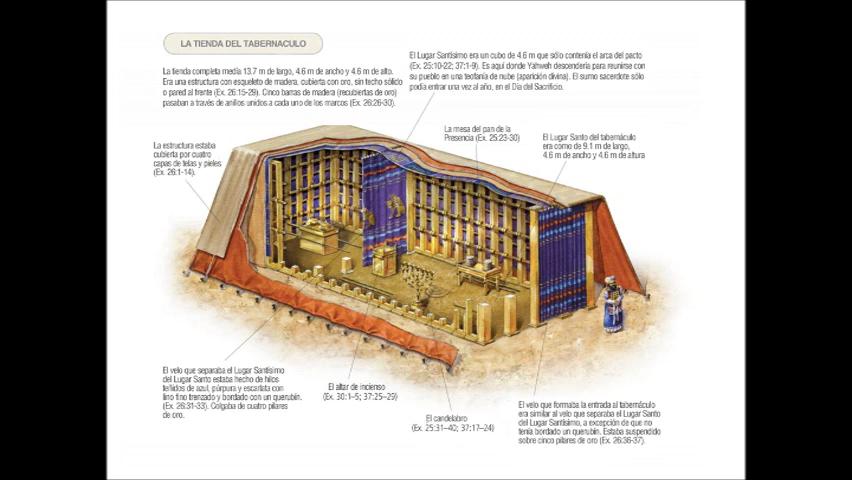 LA TIENDA DEL TABERNACULO
La tienda completa medía 13.7 m de largo, 4.6 m de ancho y 4.6 m de alto.
Era una estructura con esqueleto de madera, cubierta con oro, sin techo sólido
o pared al frente (Ex. 26:15-29). Cinco barras de madera (recubiertas de oro)
pasaban a través de anillos unidos a cada uno de los marcos (Ex. 26:26-30).
El Lugar Santísimo era un cubo de 4.6 m que sólo contenía el arca del pacto
(Ex. 25:10-22; 37:1-9). Es aquí donde Yahweh descendería para reunirse con
su pueblo en una teofanía de nube (aparición divina). El sumo sacerdote sólo
podía entrar una vez al año, en el Día del Sacrificio.
La estructura estaba
cubierta por cuatro
capas de telas y pieles
(Ex. 26:1-14).
La mesa del pan de la
Presencia (Ex. 25:23-30)
El Lugar Santo del tabernáculo
era como de 9.1 m de largo,
4.6 m de ancho y 4.6 m de altura
El velo que separaba el Lugar Santísimo
del Lugar Santo estaba hecho de hilos
teñidos de azul, púrpura y escarlata con
lino fino trenzado y bordado con un querubín.
(Ex. 26:31-33). Colgaba de cuatro pilares
de oro.
El altar de incienso
(Ex. 30:1–5; 37:25–29)
El candelabro
(Ex. 25:31–40; 37:17–24)
El velo que formaba la entrada al tabernáculo
era similar al velo que separaba el Lugar Santo
del Lugar Santísimo, a excepción de que no
tenía bordado un querubín. Estaba suspendido
sobre cinco pilares de oro (Ex. 26:36-37).